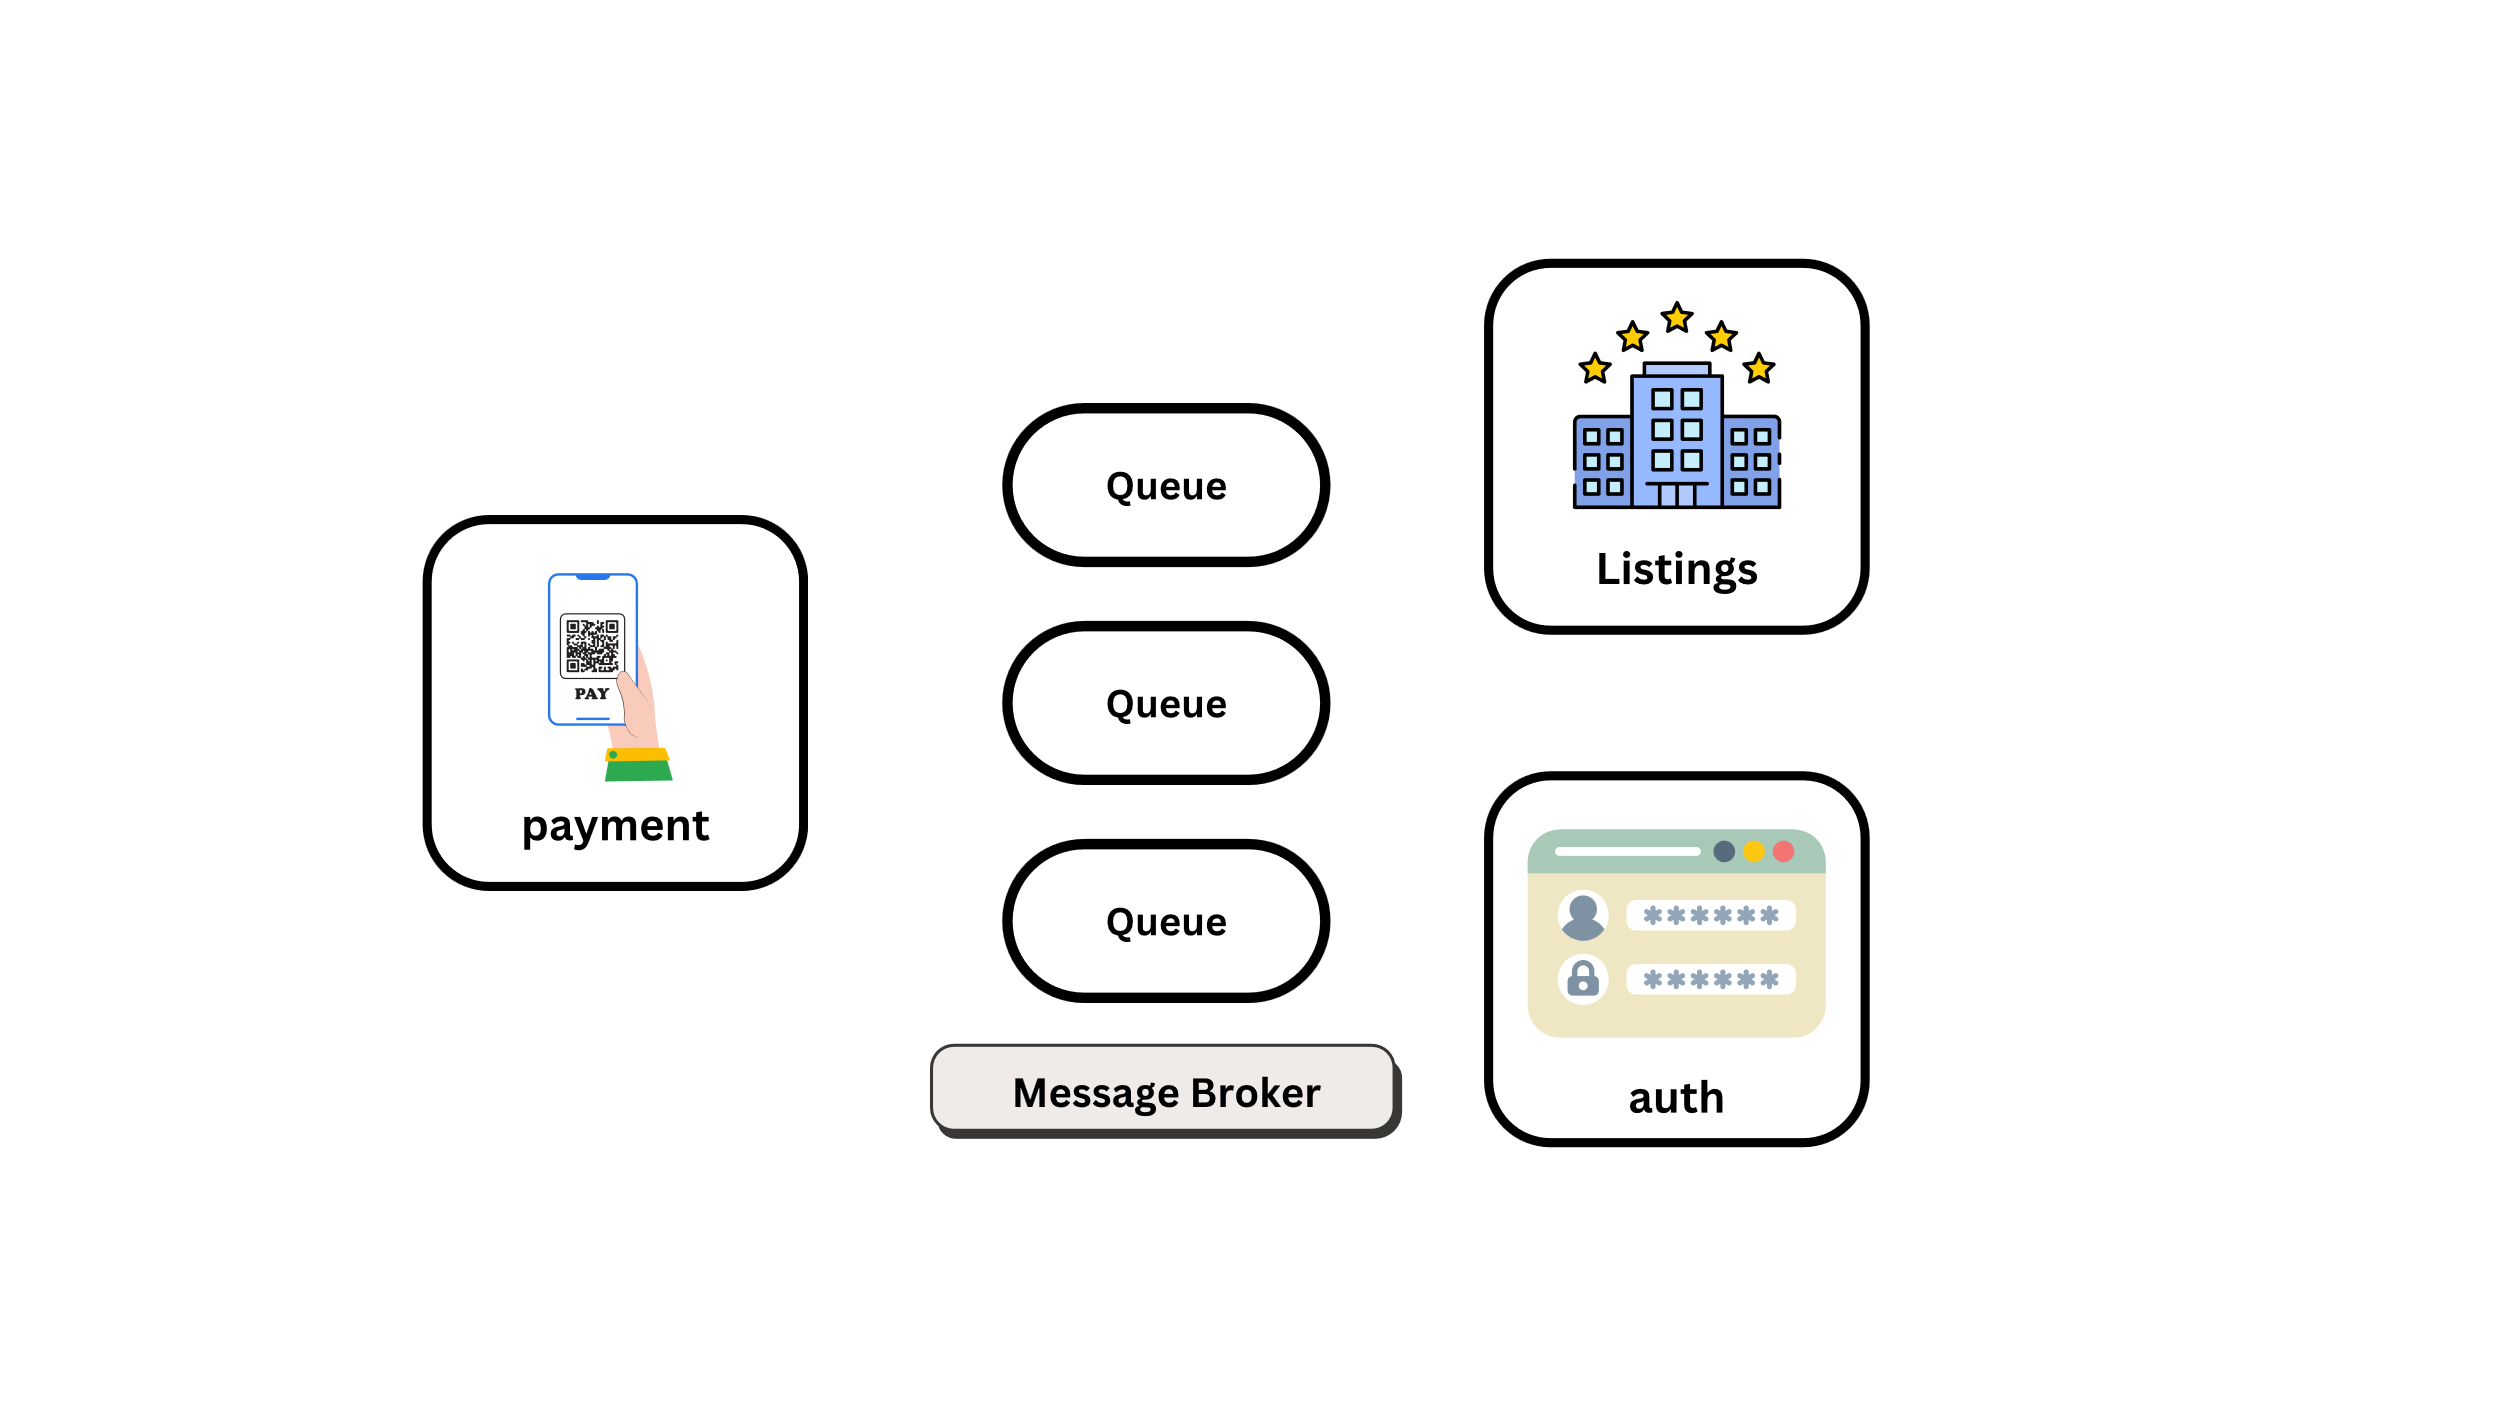 Listings
Queue
PAY
payment
Queue
Queue
Message Broker
****** 
******
auth